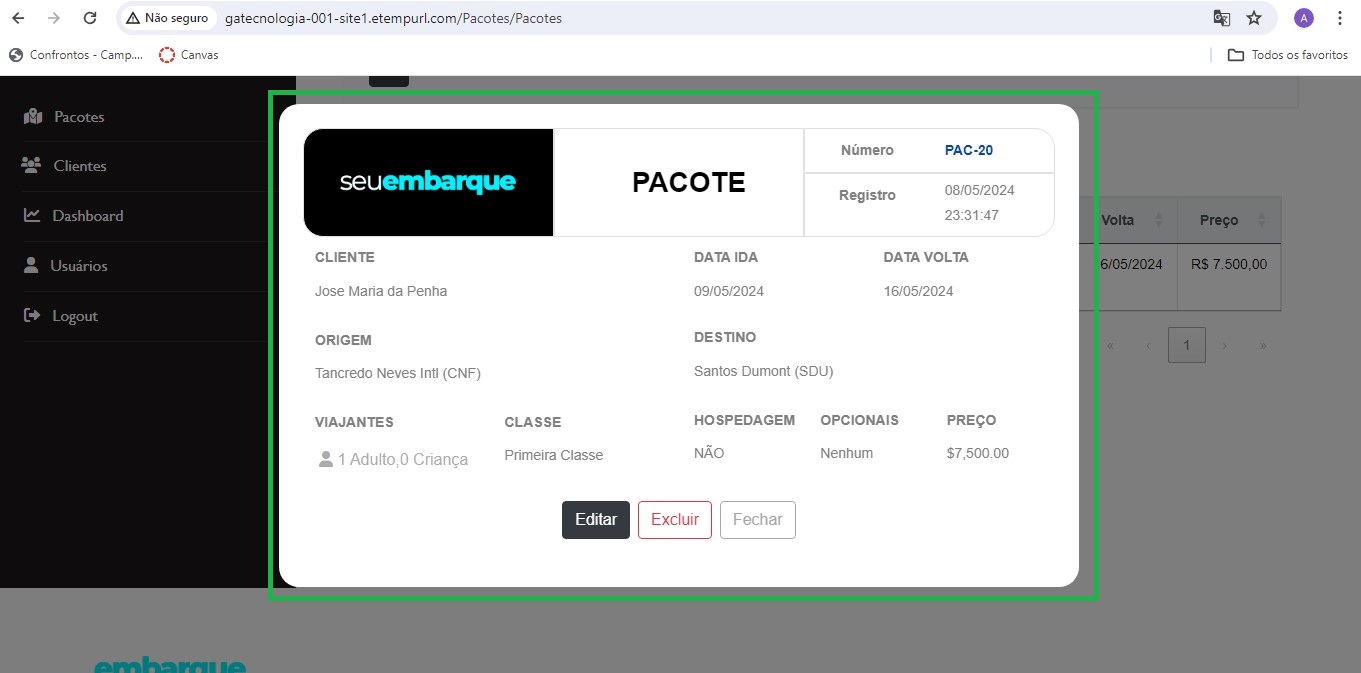 Não seguro gatecnologia-001-site1.etempurl.com/Pacotes/Pacotes A
Confrontos - Camp.... Canvas Todos os favoritos
Pacotes
Clientes
Dashboard
Usuários
Logout
seuembarque PACOTE
Número PAC-20
Registro 08/05/2024
23:31:47
CLIENTE DATA IDA DATA VOLTA
Jose Maria da Penha 09/05/2024 16/05/2024
ORIGEM DESTINO
Tancredo Neves Intl (CNF) Santos Dumont (SDU)
VIAJANTES CLASSE HOSPEDAGEM OPCIONAIS PREÇO
1 Adulto,0 Criança Primeira Classe NÃO Nenhum $7,500.00
Editar Excluir Fechar
Volta Preço
6/05/2024 R$ 7.500,00
« ‹ 1 › »
embarque